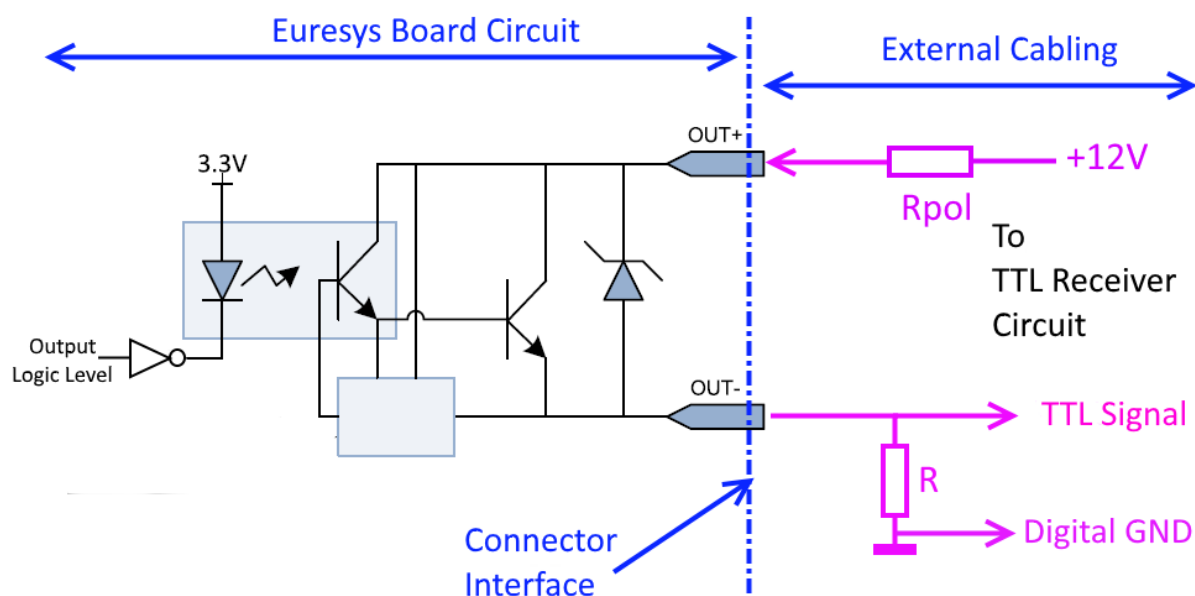 Euresys Board Circuit
External Cabling
OUT+
3.3V
+12V
Rpol
To
TTL Receiver
Circuit
Output
Logic Level
OUT-
TTL Signal
R
Digital GND
Connector
Interface